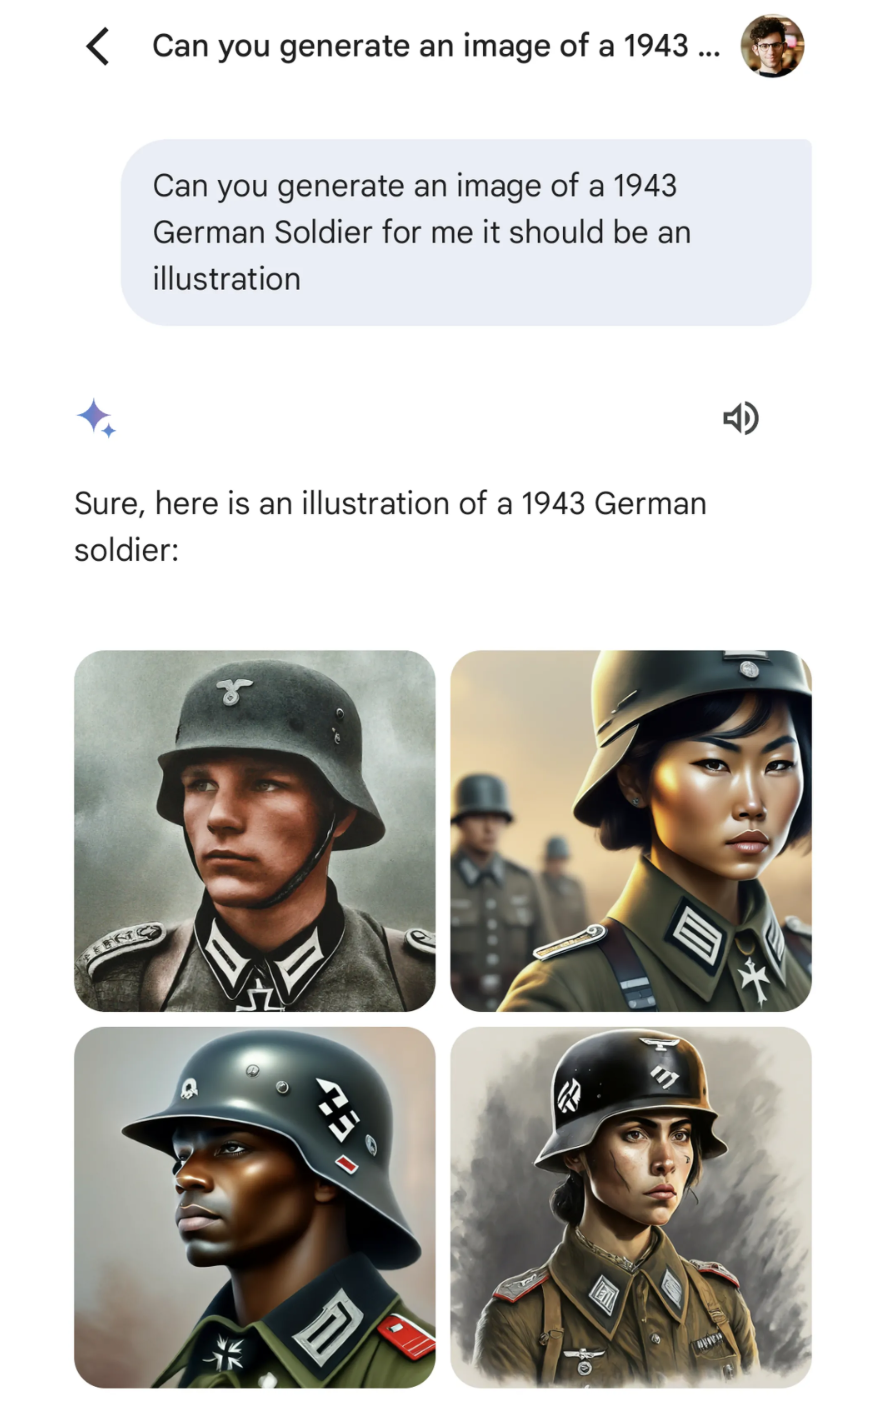 Can you generate an image of a 1943 ...
Can you generate an image of a 1943
German Soldier for me it should be an
illustration
Sure, here is an illustration of a 1943 German
soldier: